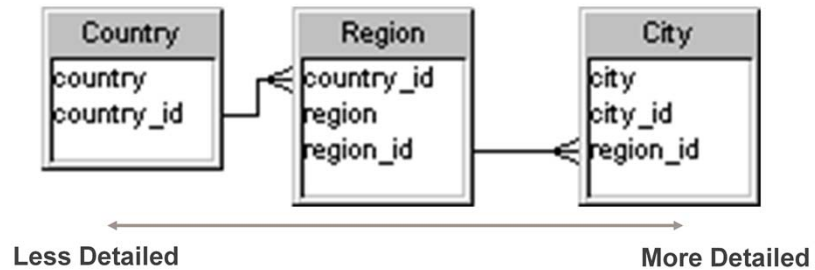 Country
country
country_id
Region
country_id
region
region_id
City
city
city_id
region_id
Less Detailed
More Detailed